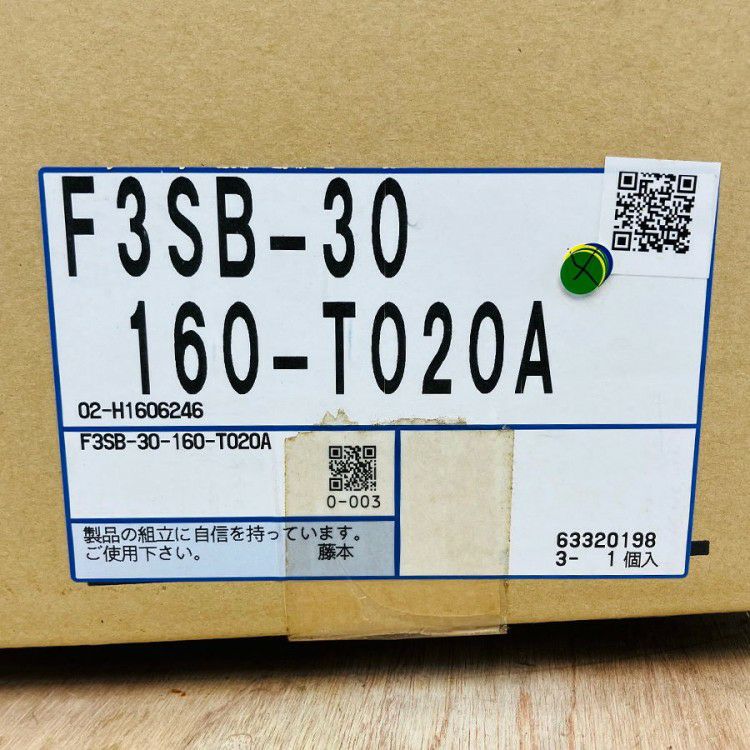 F3SB-30
160-T020A
02-H1606246
F3SB-30-160-T020A
0-003
製品の組立に自信を持っています。
ご使用下さい。 藤本
63320198
3- 1個入